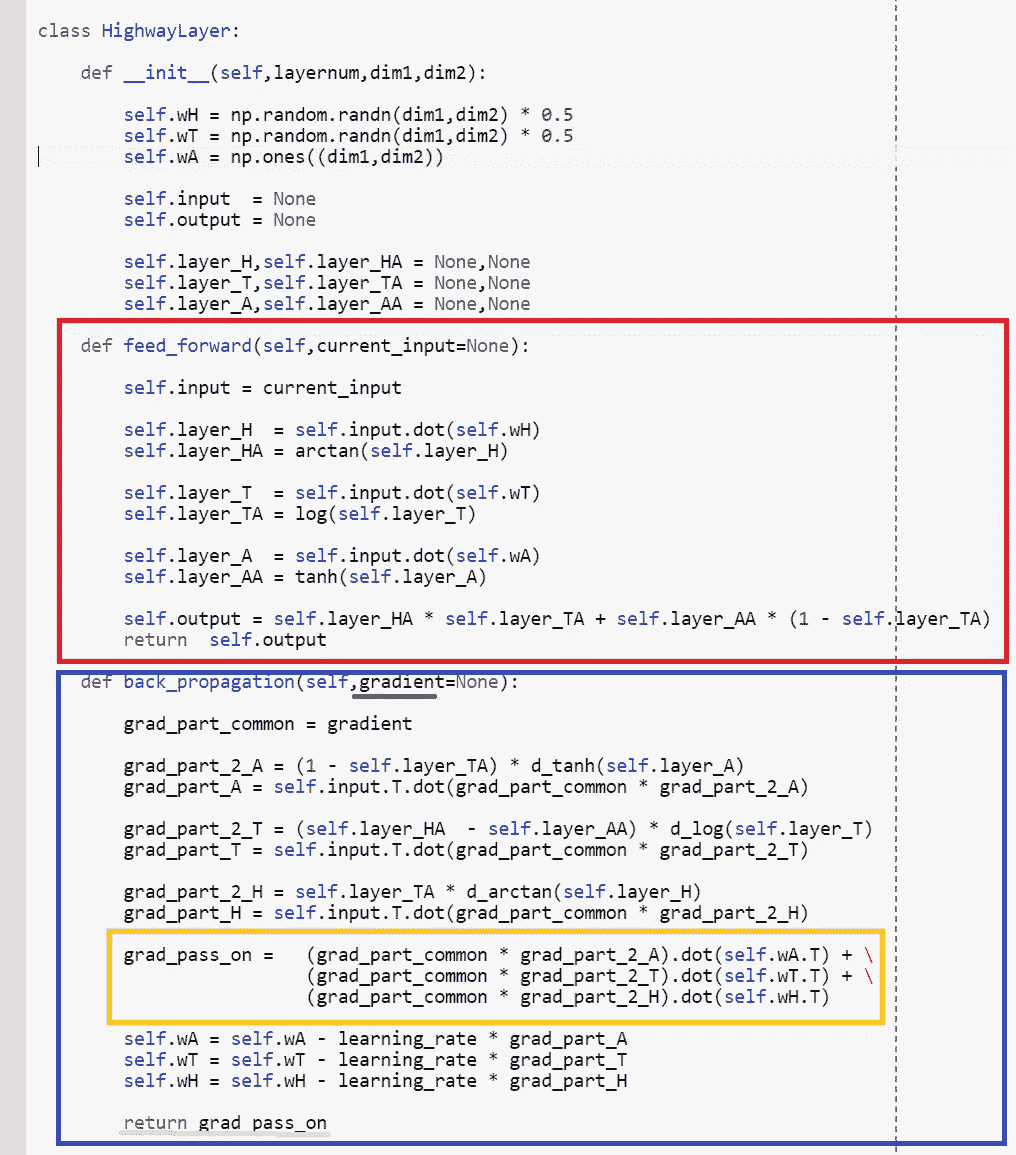 class HighwayLayer:
    def __init__(self,layernum,dim1,dim2):
        self.wH = np.random.randn(dim1,dim2) * 0.5
        self.wT = np.random.randn(dim1,dim2) * 0.5
        self.wA = np.ones((dim1,dim2))
        self.input  = None
        self.output = None
        self.layer_H,self.layer_HA = None,None
        self.layer_T,self.layer_TA = None,None
        self.layer_A,self.layer_AA = None,None
    def feed_forward(self,current_input=None):
        self.input = current_input
        self.layer_H  = self.input.dot(self.wH)
        self.layer_HA = arctan(self.layer_H)
        self.layer_T  = self.input.dot(self.wT)
        self.layer_TA = log(self.layer_T)
        self.layer_A  = self.input.dot(self.wA)
        self.layer_AA = tanh(self.layer_A)
        self.output = self.layer_HA * self.layer_TA + self.layer_AA * (1 - self.layer_TA)
        return  self.output
    def back_propagation(self,gradient=None):
        grad_part_common = gradient
        grad_part_2_A = (1 - self.layer_TA) * d_tanh(self.layer_A)
        grad_part_A = self.input.T.dot(grad_part_common * grad_part_2_A)
        grad_part_2_T = (self.layer_HA  - self.layer_AA) * d_log(self.layer_T)
        grad_part_T = self.input.T.dot(grad_part_common * grad_part_2_T)
        grad_part_2_H = self.layer_TA * d_arctan(self.layer_H)
        grad_part_H = self.input.T.dot(grad_part_common * grad_part_2_H)
        grad_pass_on =   (grad_part_common * grad_part_2_A).dot(self.wA.T) + \
                         (grad_part_common * grad_part_2_T).dot(self.wT.T) + \
                         (grad_part_common * grad_part_2_H).dot(self.wH.T)
        self.wA = self.wA - learning_rate * grad_part_A
        self.wT = self.wT - learning_rate * grad_part_T
        self.wH = self.wH - learning_rate * grad_part_H
        return grad_pass_on